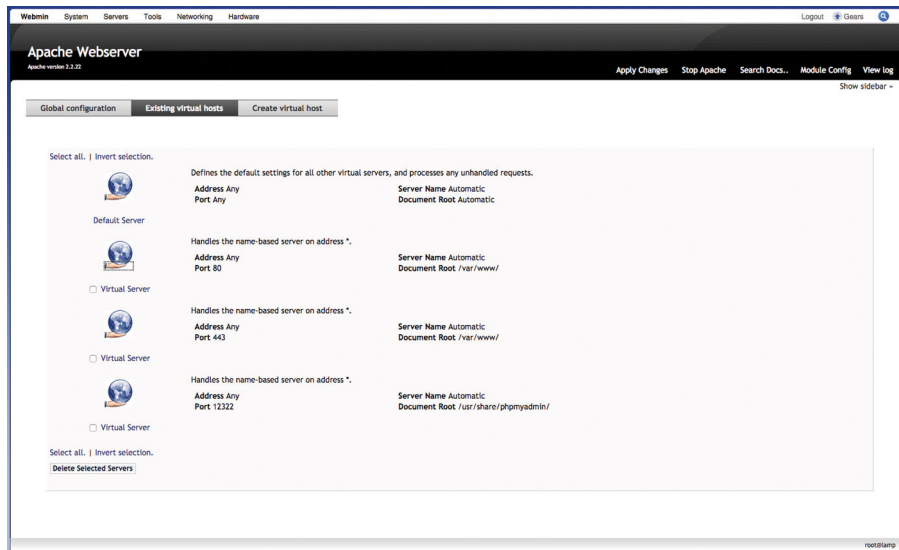 Webmin System Servers Tools Networking Hardware Logout Gears
Apache Webserver
Apache version 2.2.22
Apply Changes Stop Apache Search Docs.. Module Config View log
Show sidebar »
Global configuration Existing virtual hosts Create virtual host
Select all. | Invert selection.
Defines the default settings for all other virtual servers, and processes any unhandled requests.
Address Any Server Name Automatic
Port Any Document Root Automatic
Default Server
Handles the name-based server on address *.
Address Any Server Name Automatic
Port 80 Document Root /var/www/
Virtual Server
Handles the name-based server on address *.
Address Any Server Name Automatic
Port 443 Document Root /var/www/
Virtual Server
Handles the name-based server on address *.
Address Any Server Name Automatic
Port 12322 Document Root /usr/share/phpmyadmin/
Virtual Server
Select all. | Invert selection.
Delete Selected Servers
root@lamp